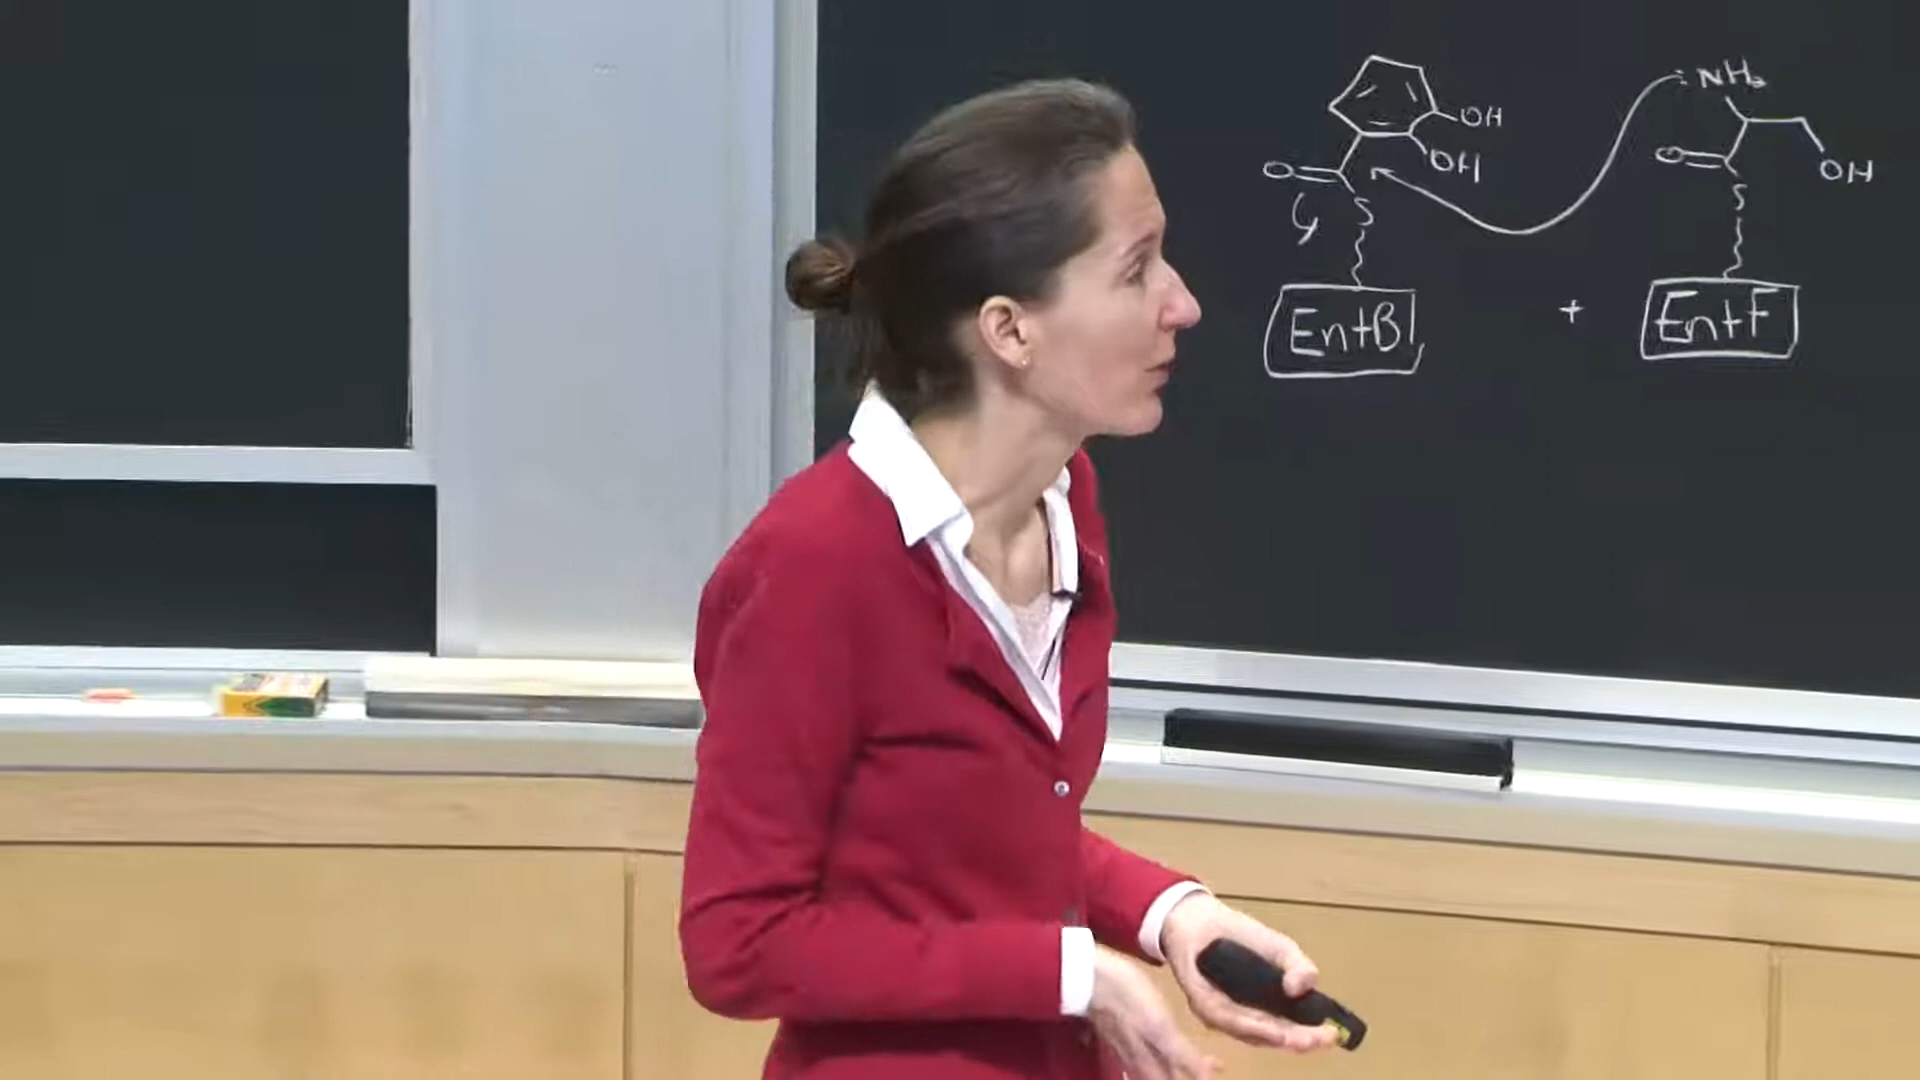 NH₂
OH
OH
O
S
O
OH
S
EntB
+
EntF